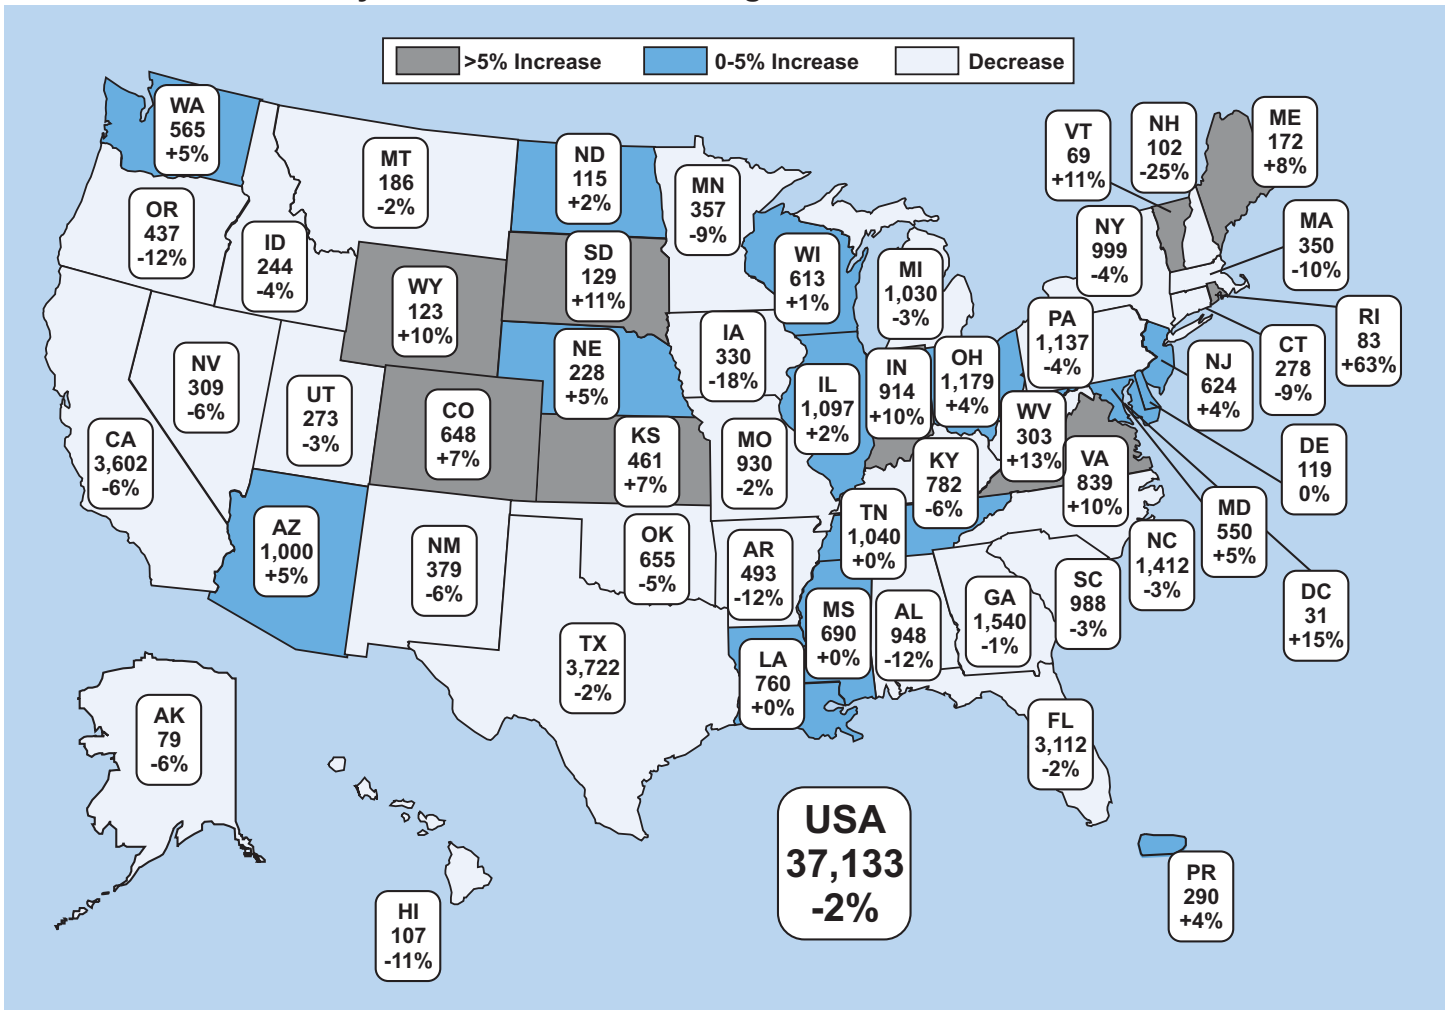 >5% Increase
0-5% Increase
Decrease
WA
565
+5%
OR
437
-12%
CA
3,602
-6%
ID
244
-4%
NV
309
-6%
MT
186
-2%
WY
123
+10%
UT
273
-3%
CO
648
+7%
AZ
1,000
+5%
NM
379
-6%
ND
115
+2%
SD
129
+11%
NE
228
+5%
KS
461
+7%
OK
655
-5%
TX
3,722
-2%
MN
357
-9%
IA
330
-18%
MO
930
-2%
AR
493
-12%
LA
760
+0%
WI
613
+1%
IL
1,097
+2%
MI
1,030
-3%
IN
914
+10%
OH
1,179
+4%
KY
782
-6%
TN
1,040
+0%
MS
690
+0%
AL
948
-12%
GA
1,540
-1%
FL
3,112
-2%
SC
988
-3%
NC
1,412
-3%
VA
839
+10%
WV
303
+13%
PA
1,137
-4%
NY
999
-4%
VT
69
+11%
NH
102
-25%
ME
172
+8%
MA
350
-10%
RI
83
+63%
CT
278
-9%
NJ
624
+4%
DE
119
0%
MD
550
+5%
DC
31
+15%
AK
79
-6%
HI
107
-11%
USA
37,133
-2%
PR
290
+4%